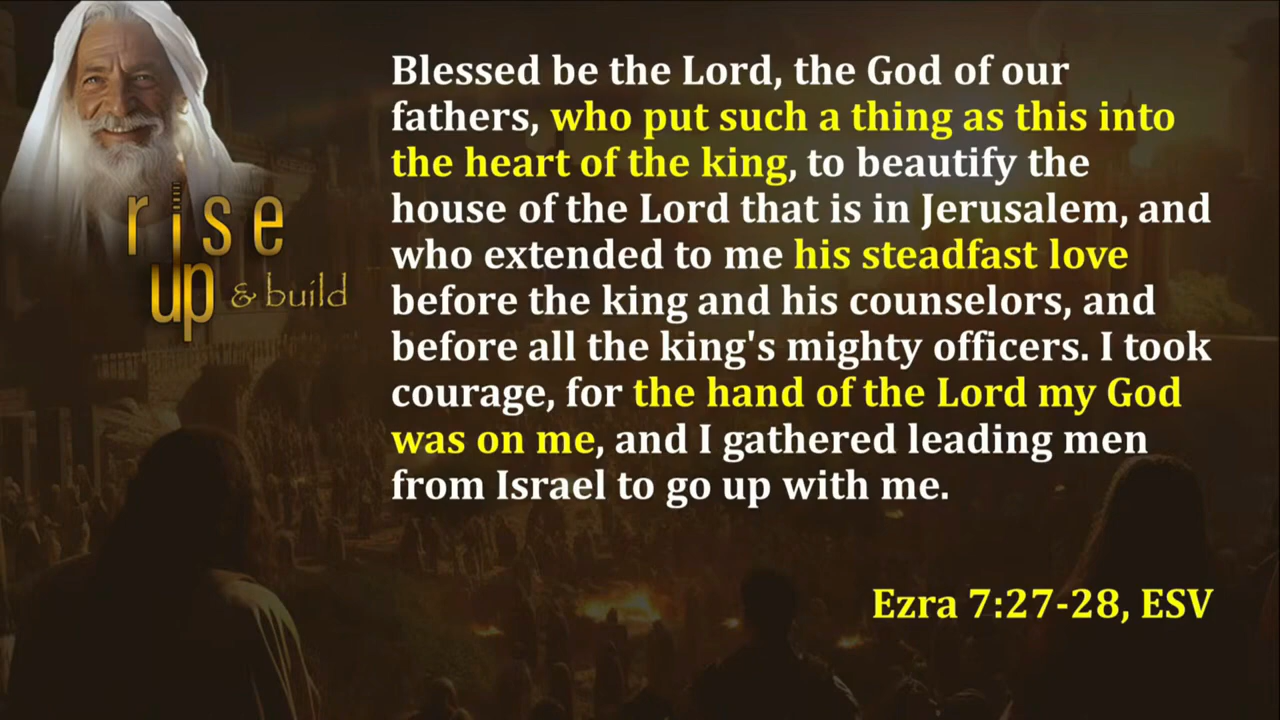 rise
up & build
Blessed be the Lord, the God of our
fathers, who put such a thing as this into
the heart of the king, to beautify the
house of the Lord that is in Jerusalem, and
who extended to me his steadfast love
before the king and his counselors, and
before all the king's mighty officers. I took
courage, for the hand of the Lord my God
was on me, and I gathered leading men
from Israel to go up with me.
Ezra 7:27-28, ESV